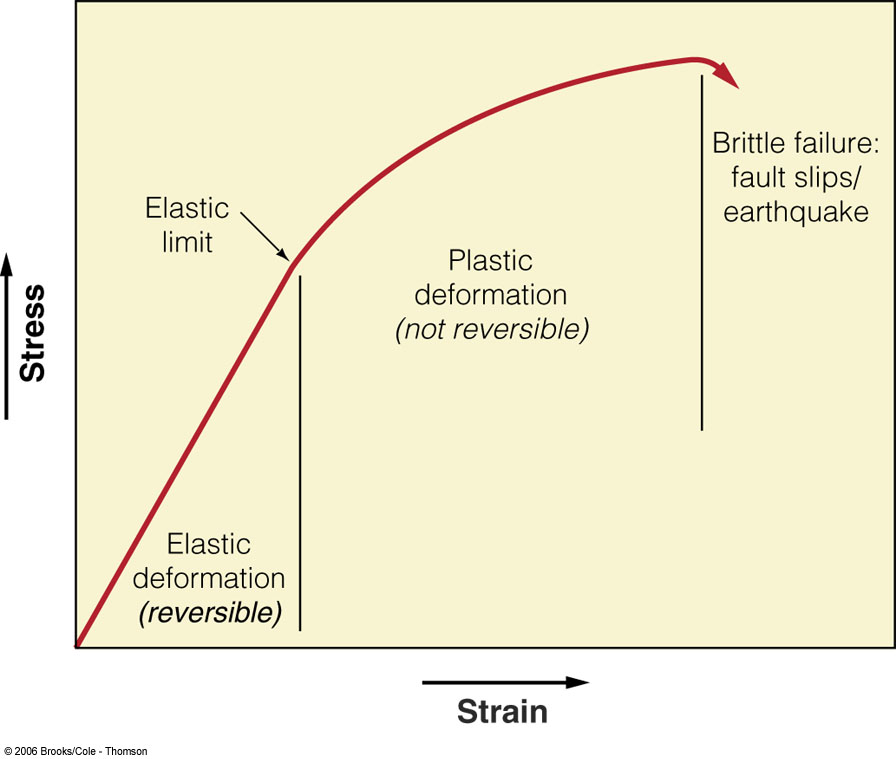 Brittle failure:
fault slips/
earthquake
Elastic
limit
Plastic
deformation
(not reversible)
Stress
Elastic
deformation
(reversible)
Strain
© 2006 Brooks/Cole - Thomson